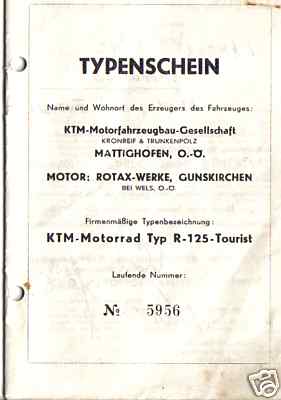 TYPENSCHEIN
Name und Wohnort des Erzeugers des Fahrzeuges:
KTM-Motorfahrzeugbau-Gesellschaft
KRONREIF & TRUNKENPOLZ
MATTIGHOFEN, O.-Ö.
MOTOR: ROTAX-WERKE, GUNSKIRCHEN
BEI WELS, O.-Ö.
Firmenmäßige Typenbezeichnung:
KTM-Motorrad Typ R-125-Tourist
Laufende Nummer:
№ 5956